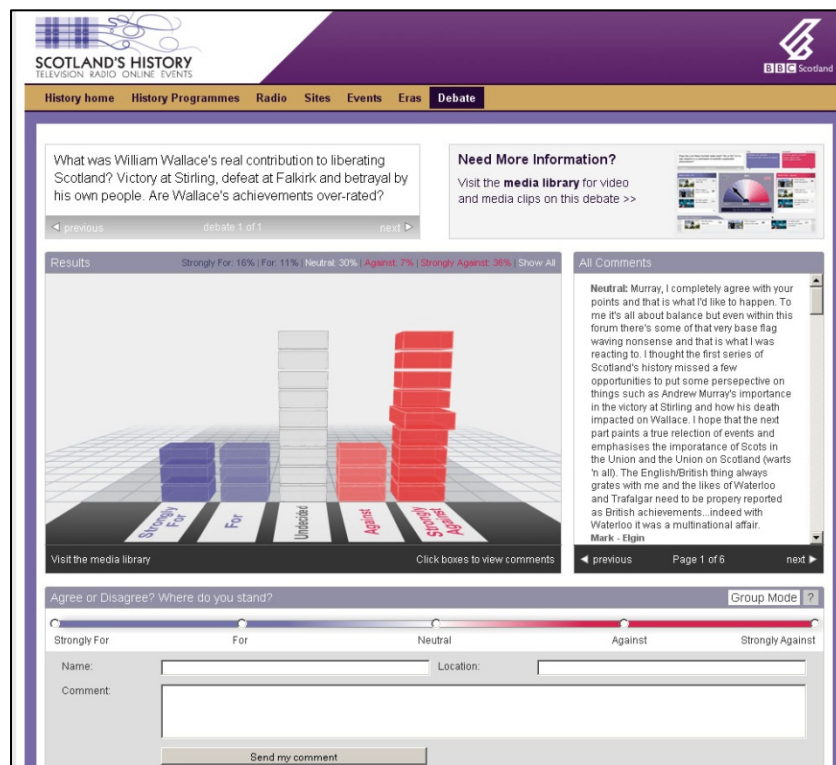 SCOTLAND'S HISTORY
TELEVISION RADIO ONLINE EVENTS
BBC Scotland
History home History Programmes Radio Sites Events Eras Debate
What was William Wallace's real contribution to liberating
Scotland? Victory at Stirling, defeat at Falkirk and betrayal by
his own people. Are Wallace's achievements over-rated?
previous debate 1 of 1 next
Need More Information?
Visit the media library for video
and media clips on this debate >>
Results Strongly For: 16% | For: 11% | Neutral: 30% | Against: 7% | Strongly Against: 36% | Show All
Strongly
For
For
Undecided
Against
Strongly
Against
Visit the media library Click boxes to view comments
All Comments
Neutral: Murray, I completely agree with your
points and that is what I'd like to happen. To
me it's all about balance but even within this
forum there's some of that very base flag
waving nonsense and that is what I was
reacting to. I thought the first series of
Scotland's history missed a few
opportunities to put some persepective on
things such as Andrew Murray's importance
in the victory at Stirling and how his death
impacted on Wallace. I hope that the next
part paints a true relection of events and
emphasises the imporatance of Scots in
the Union and the Union on Scotland (warts
'n all). The English/British thing always
grates with me and the likes of Waterloo
and Trafalgar need to be propery reported
as British achievements...indeed with
Waterloo it was a multinational affair.
Mark - Elgin
previous Page 1 of 6 next
Agree or Disagree? Where do you stand? Group Mode ?
Strongly For For Neutral Against Strongly Against
Name: Location:
Comment:
Send my comment